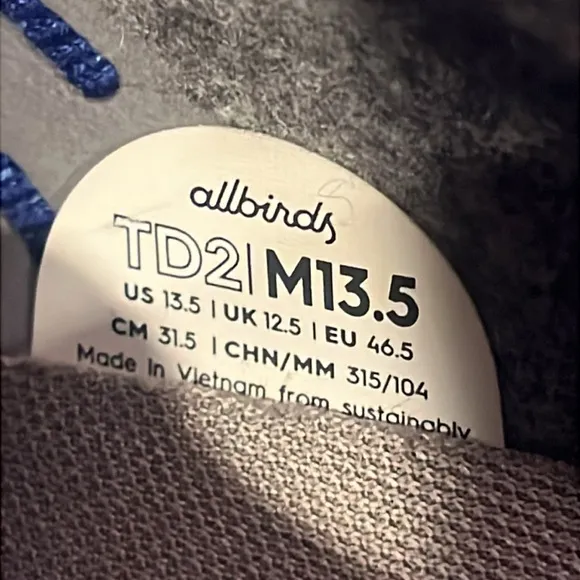 allbirds
TD2 | M13.5
US 13.5 | UK 12.5 | EU 46.5
CM 31.5 | CHN/MM 315/104
Made In Vietnam from sustainably